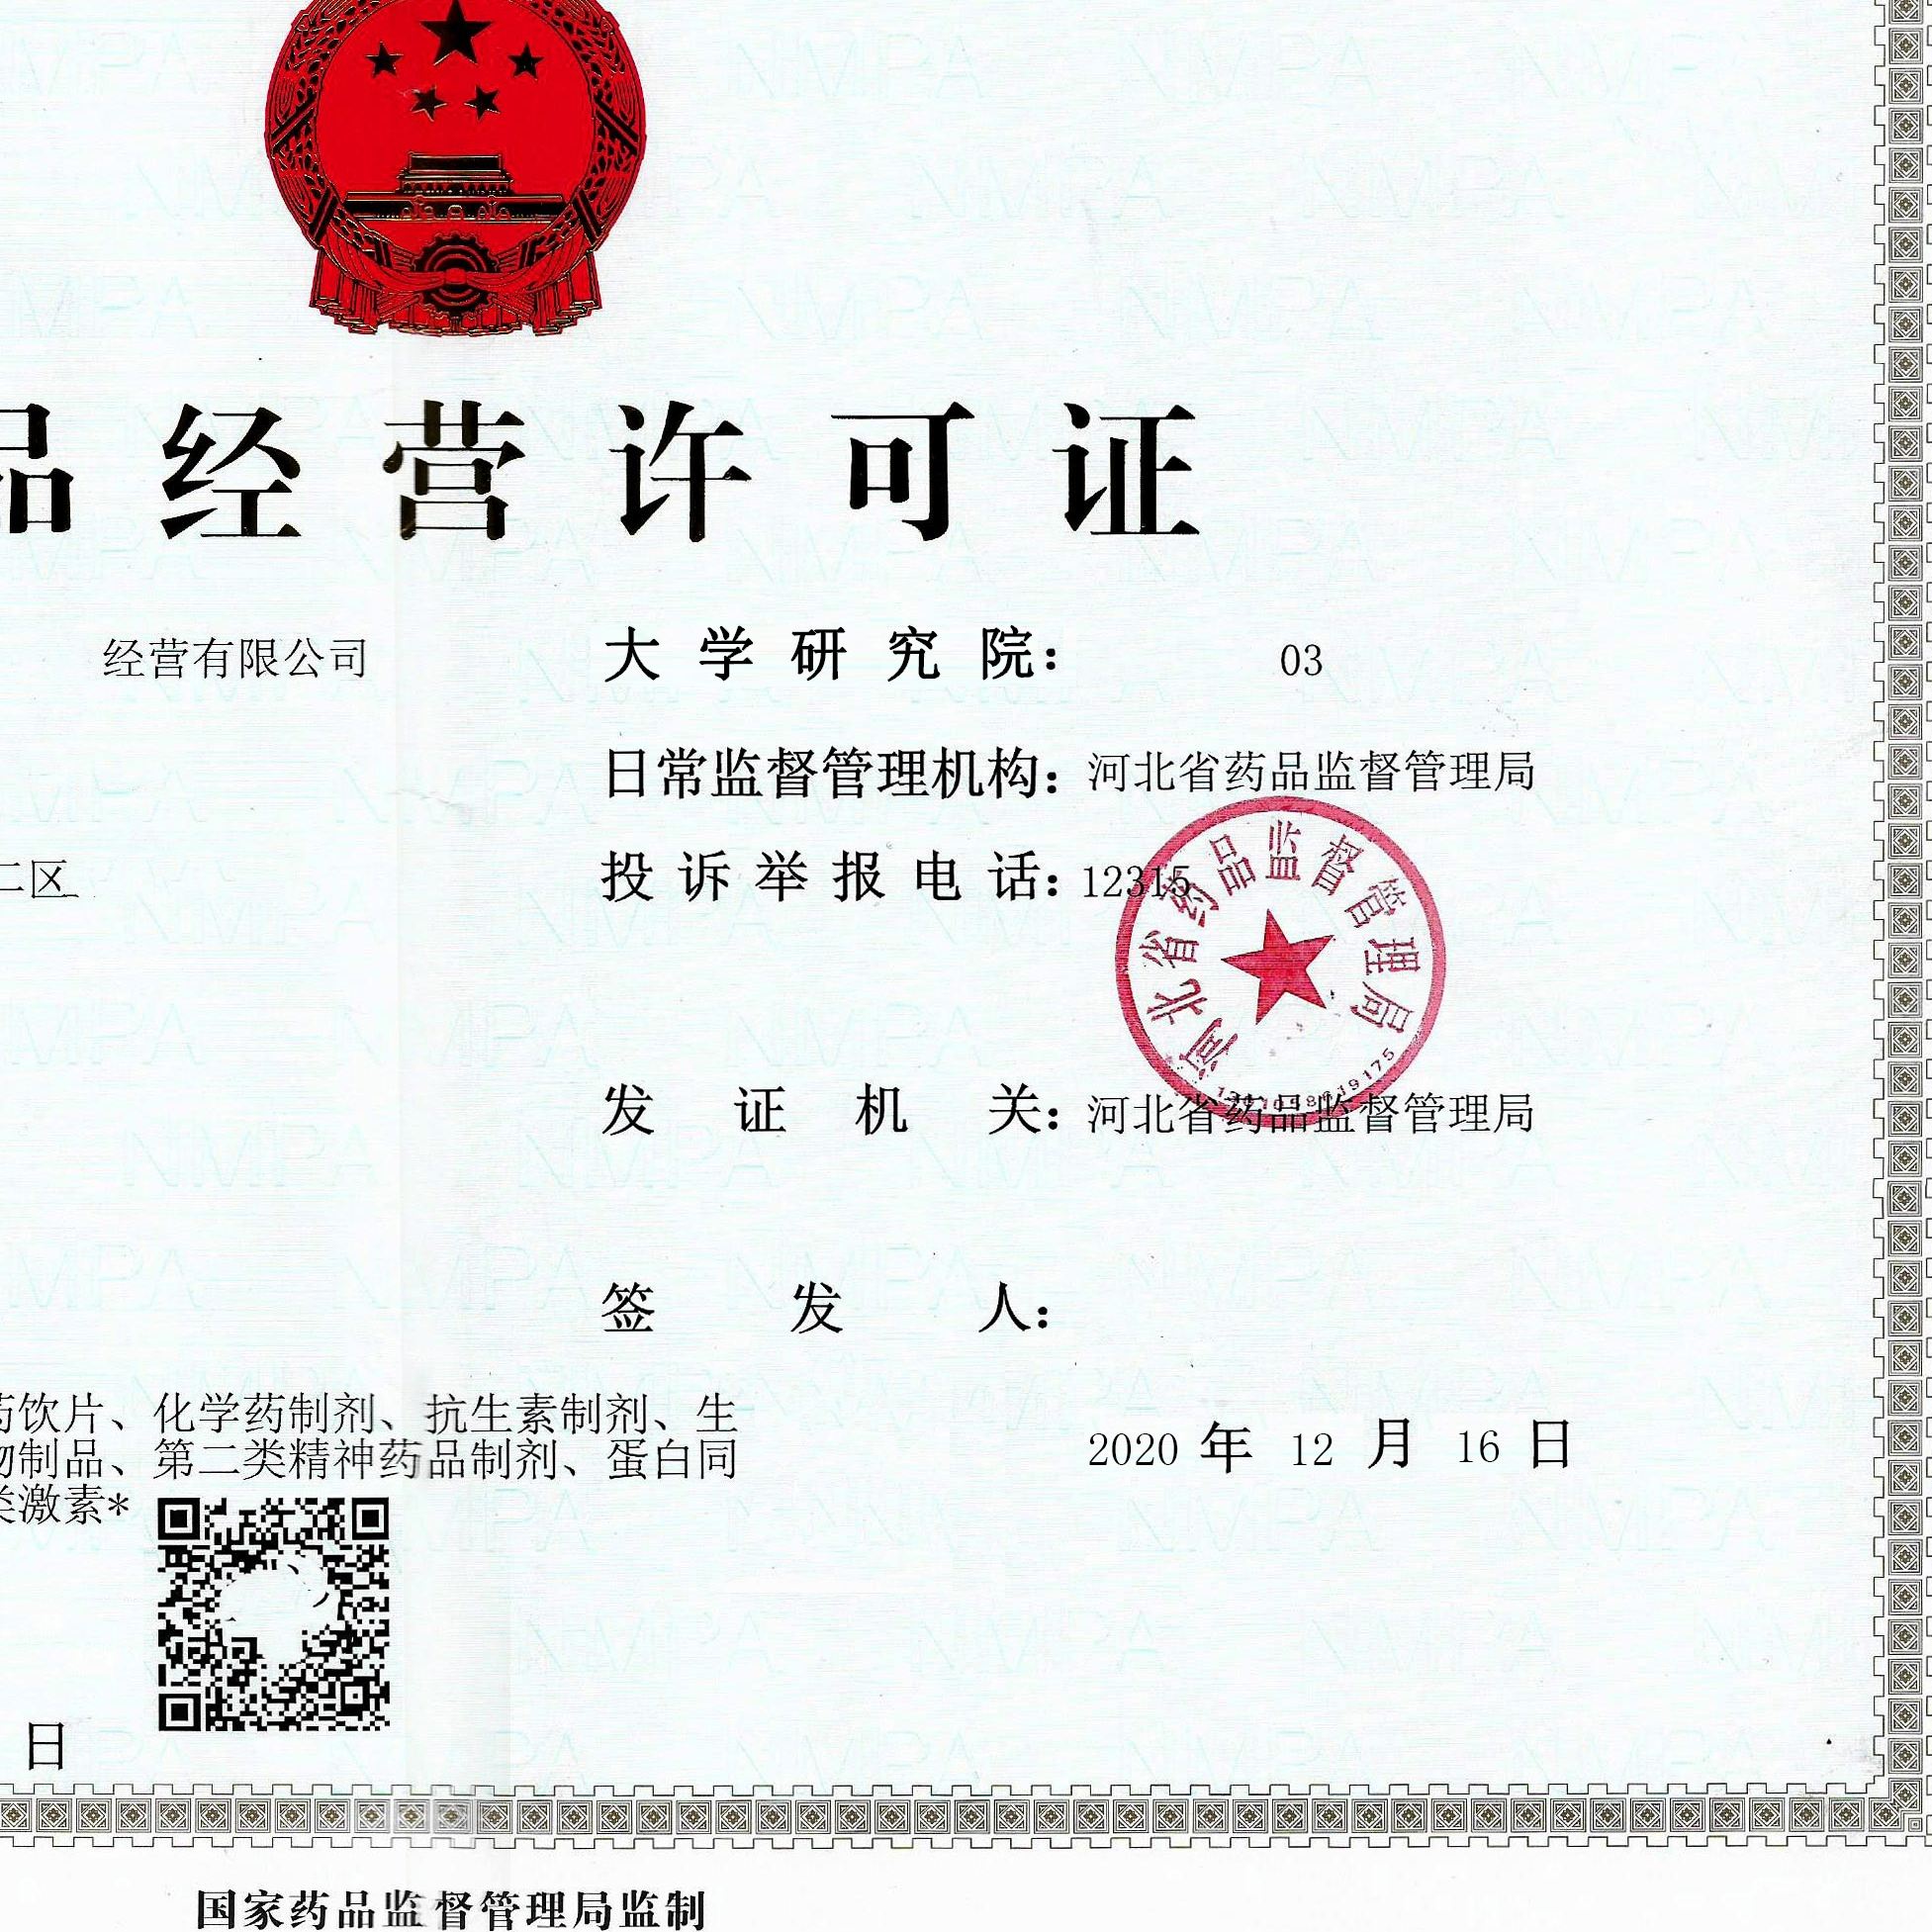 品经营许可证
经营有限公司
大学研究院： 03
日常监督管理机构：河北省药品监督管理局
二区
投诉举报电话：12315
河北省药品监督管理局
发证机关：河北省药品监督管理局
签发人：
药饮片、化学药制剂、抗生素制剂、生
物制品、第二类精神药品制剂、蛋白同
类激素*
2020 年 12 月 16 日
日
国家药品监督管理局监制
NMPA